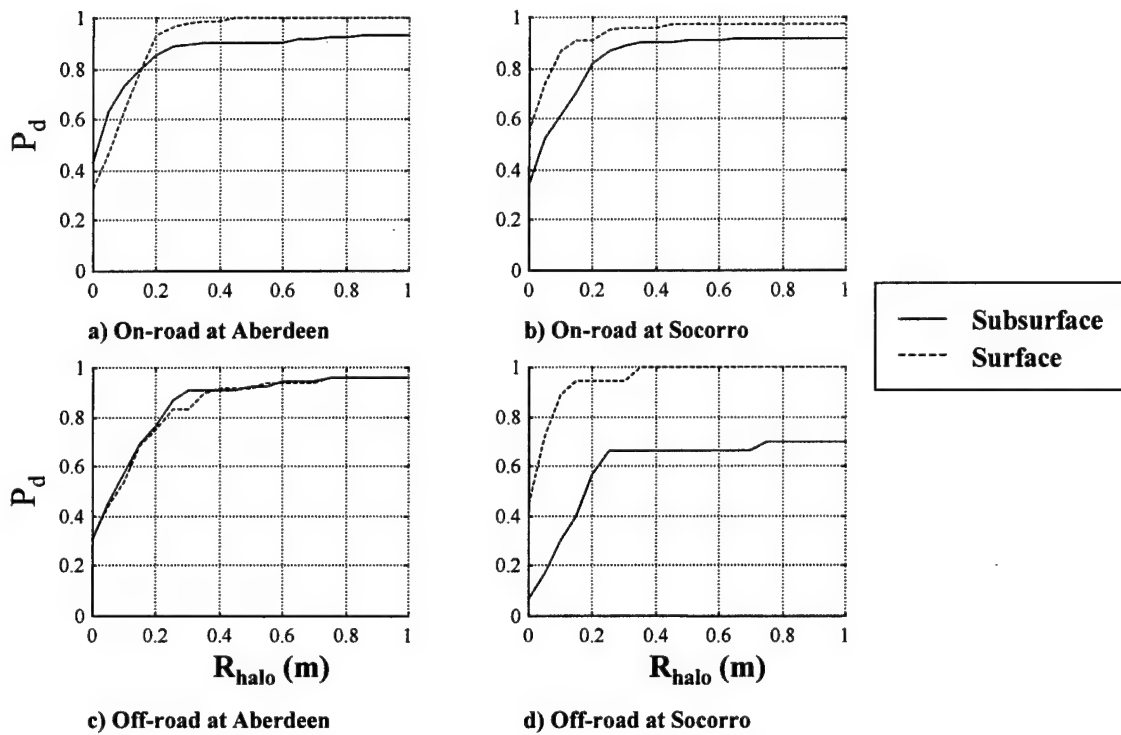 1
0.8
0.6
0.4
0.2
0
P_d
0 0.2 0.4 0.6 0.8 1
a) On-road at Aberdeen
1
0.8
0.6
0.4
0.2
0
0 0.2 0.4 0.6 0.8 1
b) On-road at Socorro
Subsurface
Surface
1
0.8
0.6
0.4
0.2
0
P_d
0 0.2 0.4 0.6 0.8 1
R_halo (m)
c) Off-road at Aberdeen
1
0.8
0.6
0.4
0.2
0
0 0.2 0.4 0.6 0.8 1
R_halo (m)
d) Off-road at Socorro